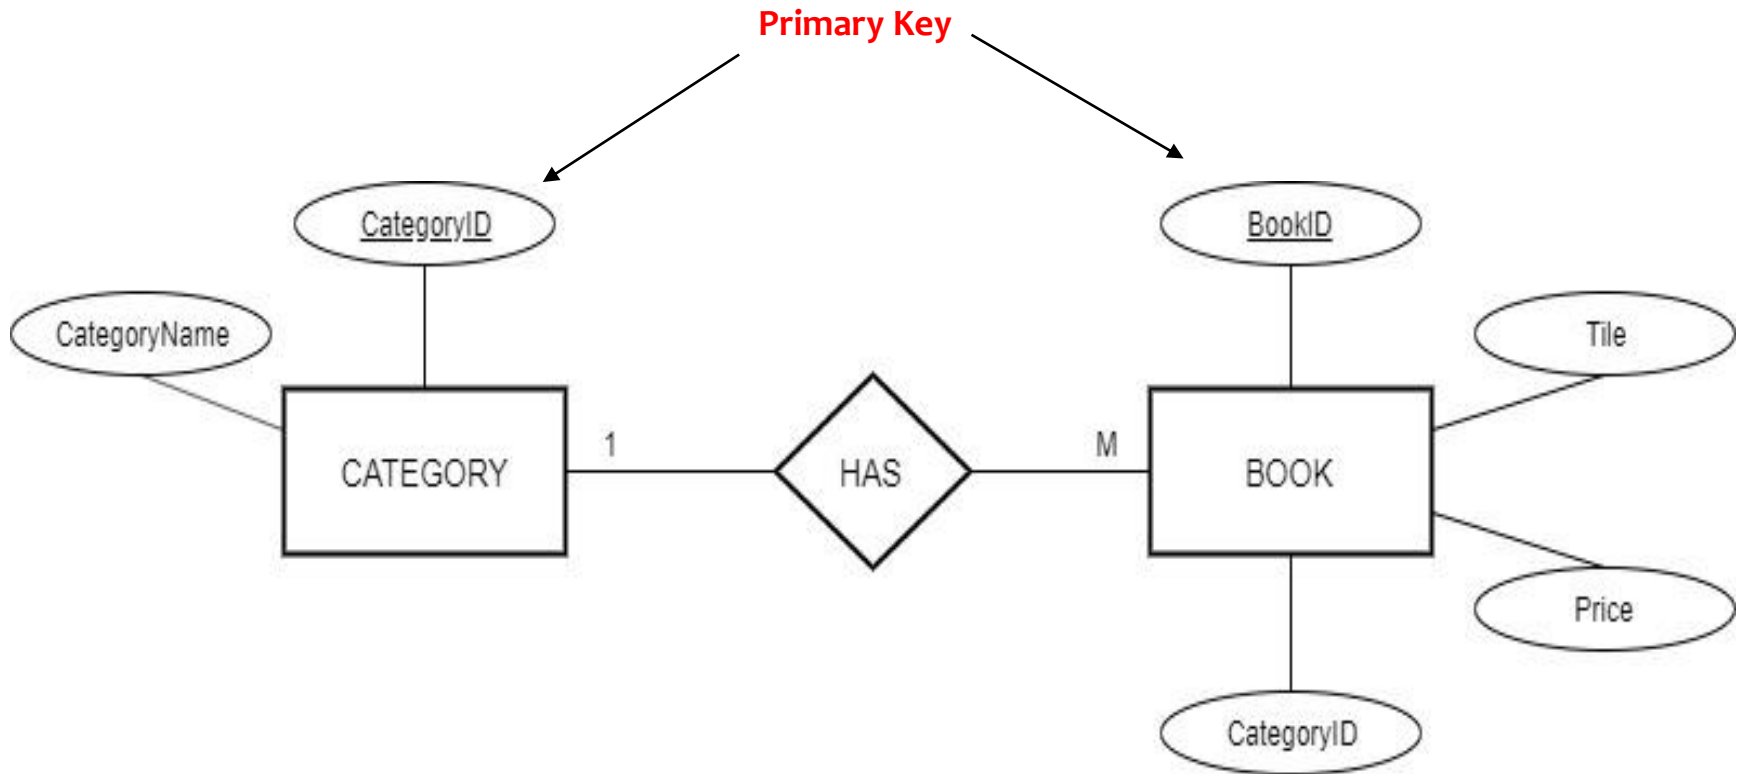 Primary Key
CategoryID
BookID
CategoryName
Tile
1
M
CATEGORY
HAS
BOOK
Price
CategoryID